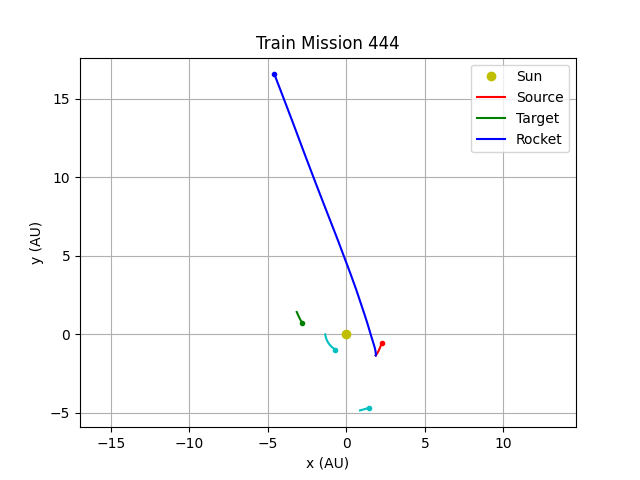 Train Mission 444
Sun
Source
Target
Rocket
15
10
5
0
−5
y (AU)
−15
−10
−5
0
5
10
x (AU)